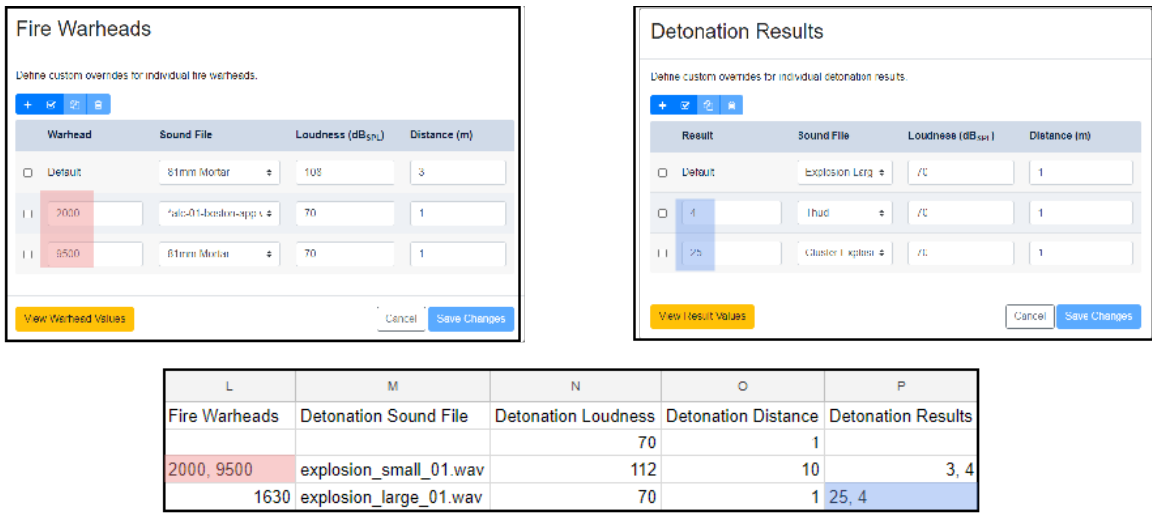 Fire Warheads
Define custom overrides for individual fire warheads.
Warhead Sound File Loudness (dBSPL) Distance (m)
Default 81mm Mortar 108 3
2000 70 1
9500 81mm Mortar 70 1
View Warhead Values Cancel Save Changes
Detonation Results
Define custom overrides for individual detonation results.
Result Sound File Loudness (dBSPL) Distance (m)
Default Explosion Larg 70 1
4 Thud 70 1
25 Cluster Explosi 70 1
View Result Values Cancel Save Changes
L M N O P
Fire Warheads Detonation Sound File Detonation Loudness Detonation Distance Detonation Results
70 1
2000, 9500 explosion_small_01.wav 112 10 3, 4
1630 explosion_large_01.wav 70 1 25, 4